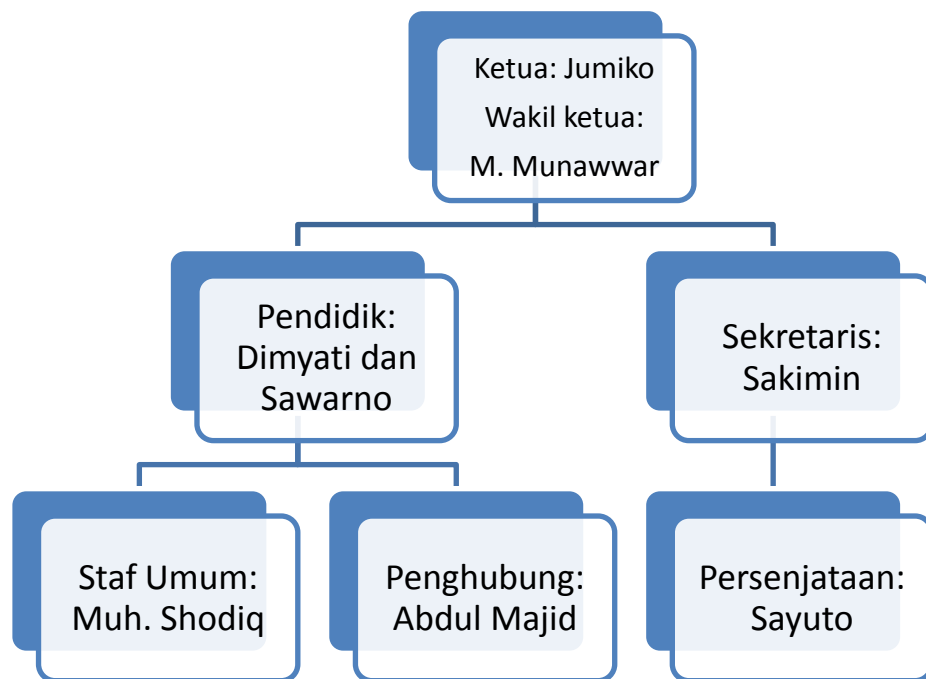 Ketua: Jumiko
Wakil ketua:
M. Munawwar
Pendidik:
Dimyati dan
Sawarno
Sekretaris:
Sakimin
Staf Umum:
Muh. Shodiq
Penghubung:
Abdul Majid
Persenjataan:
Sayuto